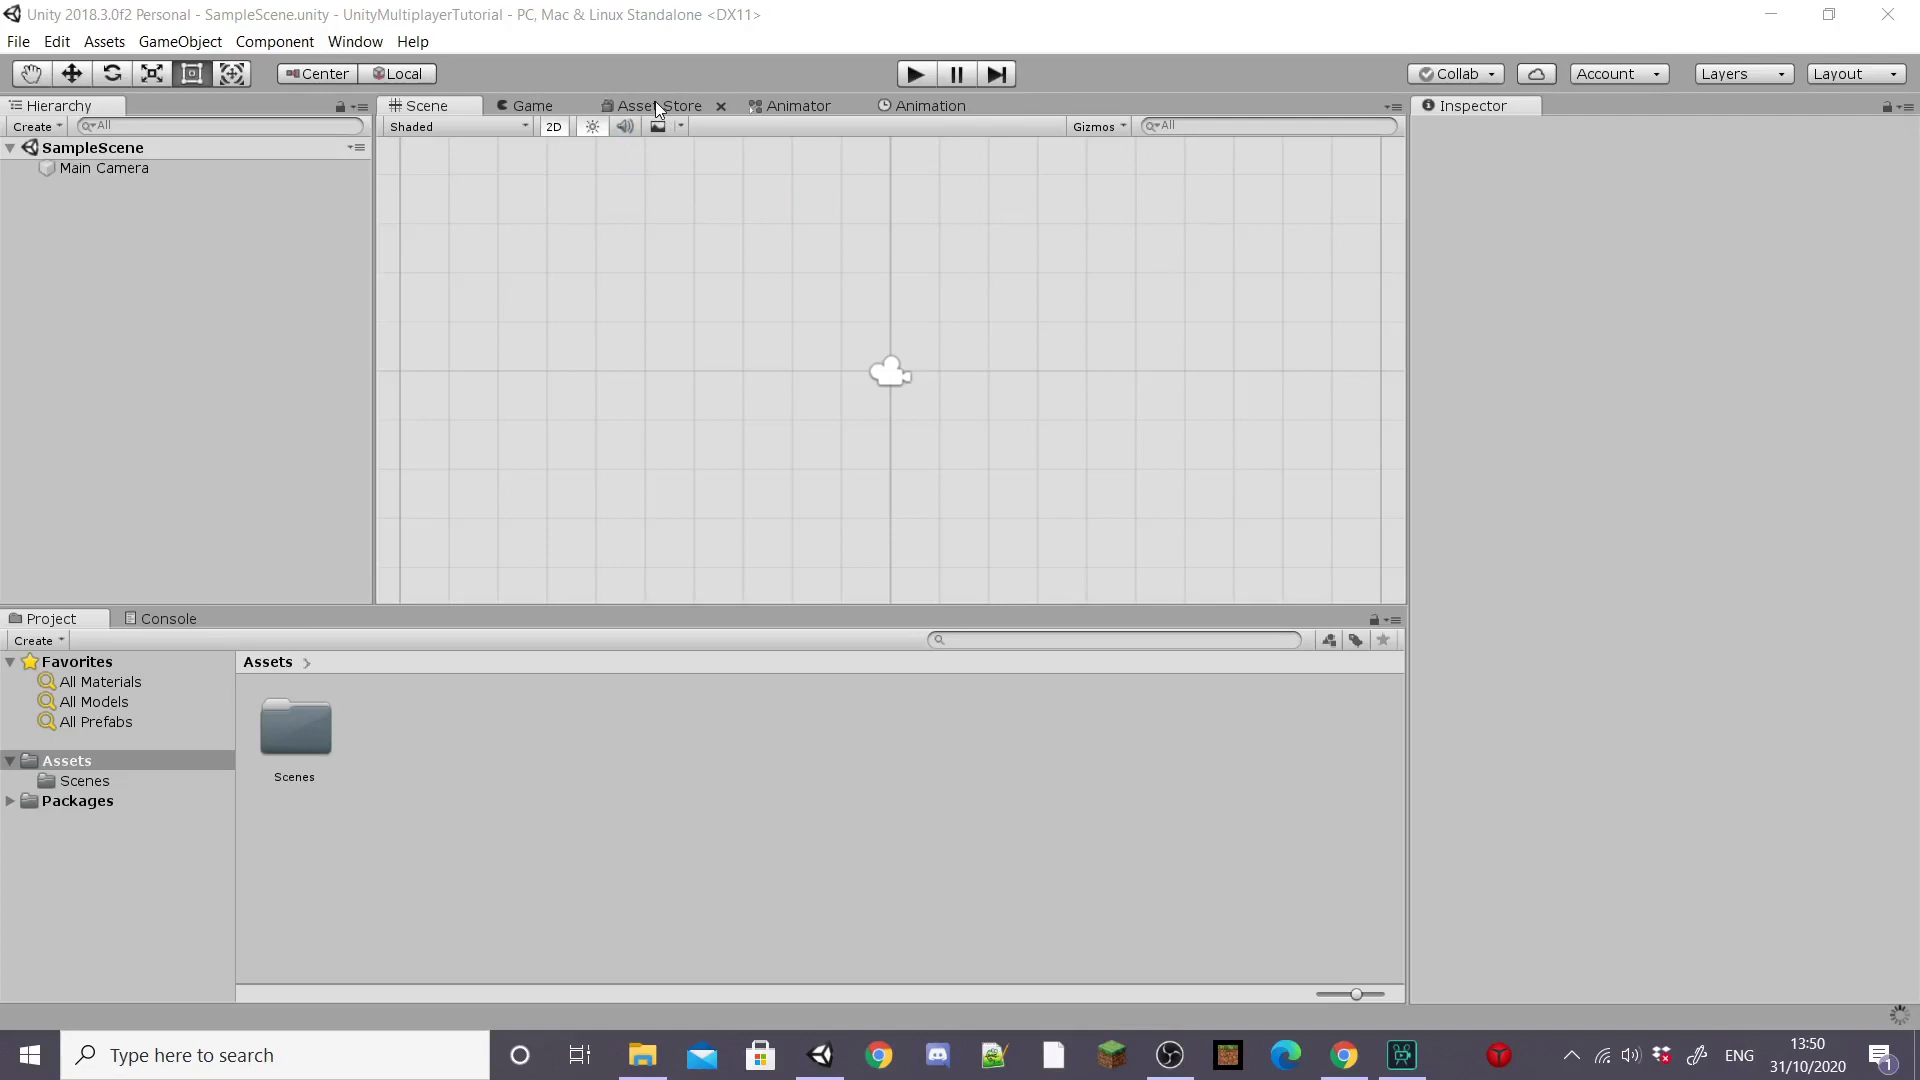 Unity 2018.3.0f2 Personal - SampleScene.unity - UnityMultiplayerTutorial - PC, Mac & Linux Standalone <DX11>
File Edit Assets GameObject Component Window Help
Center Local Collab Account Layers Layout
Hierarchy Scene Game Asset Store Animator Animation Inspector
Create All Shaded 2D Gizmos All
SampleScene
Main Camera
Project Console
Create
Favorites Assets
All Materials
All Models
All Prefabs
Assets
Scenes
Packages
Scenes
Type here to search
ENG
13:50
31/10/2020
1